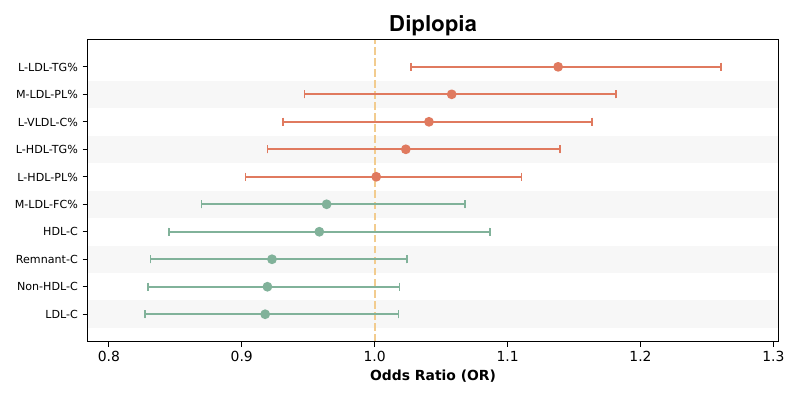 Diplopia
L-LDL-TG%
M-LDL-PL%
L-VLDL-C%
L-HDL-TG%
L-HDL-PL%
M-LDL-FC%
HDL-C
Remnant-C
Non-HDL-C
LDL-C
0.8 0.9 1.0 1.1 1.2 1.3
Odds Ratio (OR)